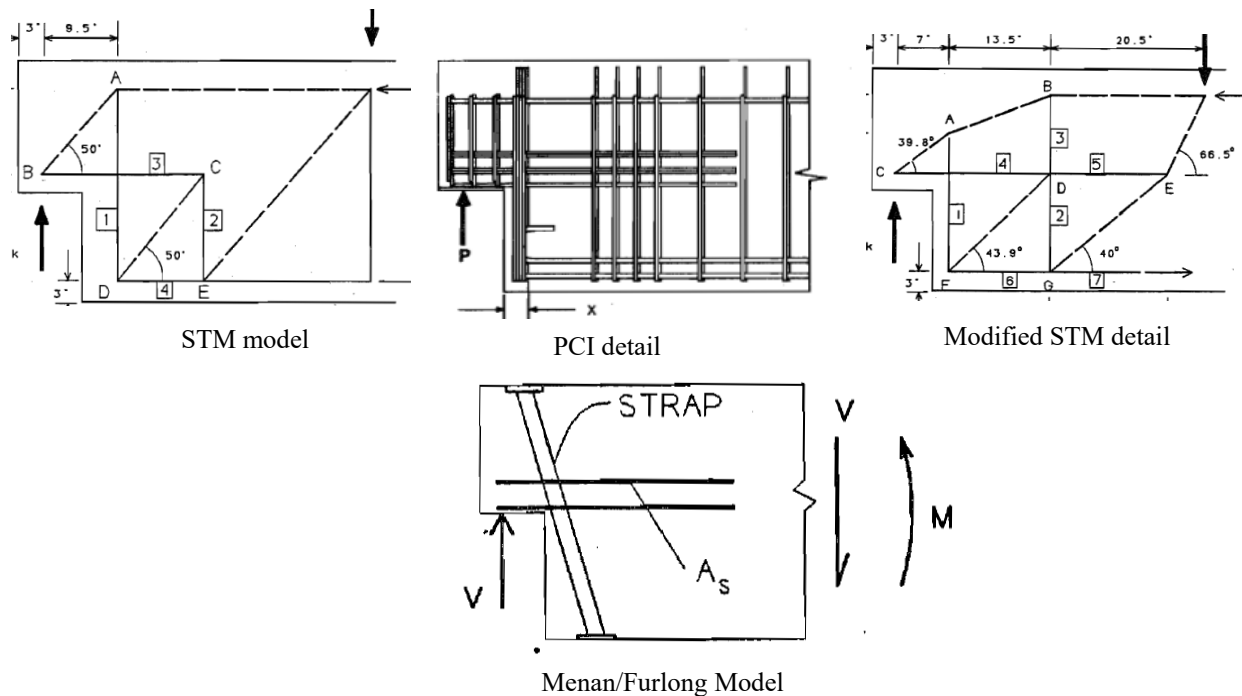 3" 9.5"
A
50°
B
3
C
1
2
k
50°
3"
D
4
E
STM model
P
X
PCI detail
3" 7" 13.5" 20.5"
B
A
3
39.8°
66.5°
C
4
5
D
E
1
2
k
43.9°
40°
3"
F
6
G
7
Modified STM detail
STRAP
V
M
V
A_S
Menan/Furlong Model